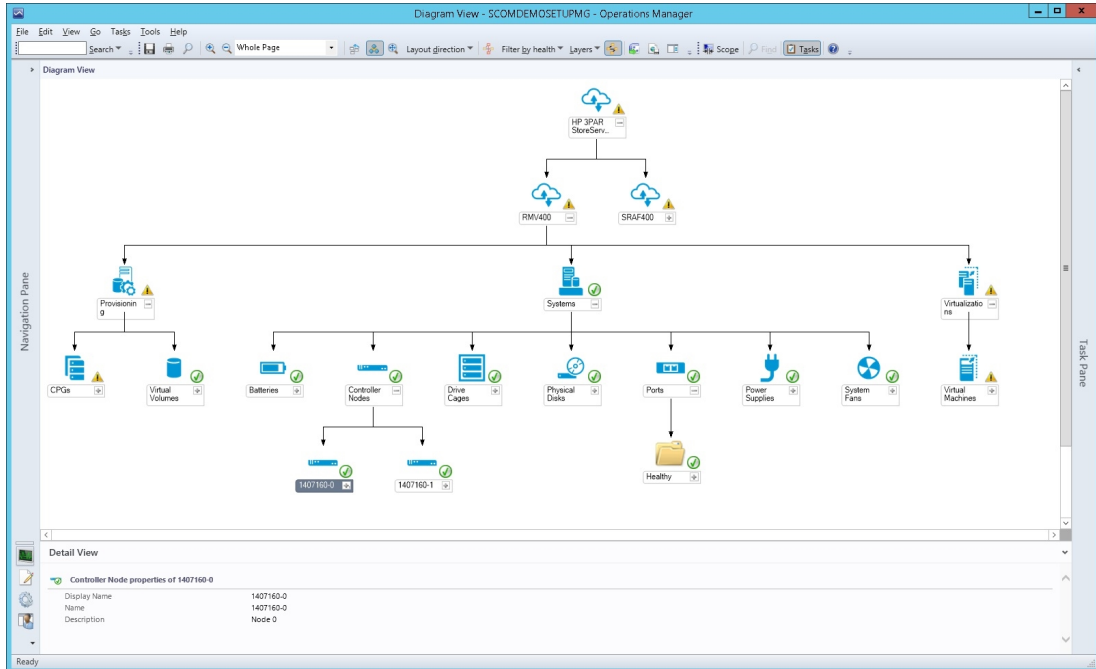 Diagram View - SCOMDEMOSETUPMG - Operations Manager
File Edit View Go Tasks Tools Help
Search Whole Page Layout direction Filter by health Layers Scope Find Tasks
Diagram View
HP 3PAR
StoreServ...
RMV400
SRAF400
Provisionin
g
Systems
Virtualizatio
ns
CPGs
Virtual
Volumes
Batteries
Controller
Nodes
Drive
Cages
Physical
Disks
Ports
Power
Supplies
System
Fans
Virtual
Machines
1407160-0
1407160-1
Healthy
Navigation Pane
Task Pane
Detail View
Controller Node properties of 1407160-0
Display Name 1407160-0
Name 1407160-0
Description Node 0
Ready